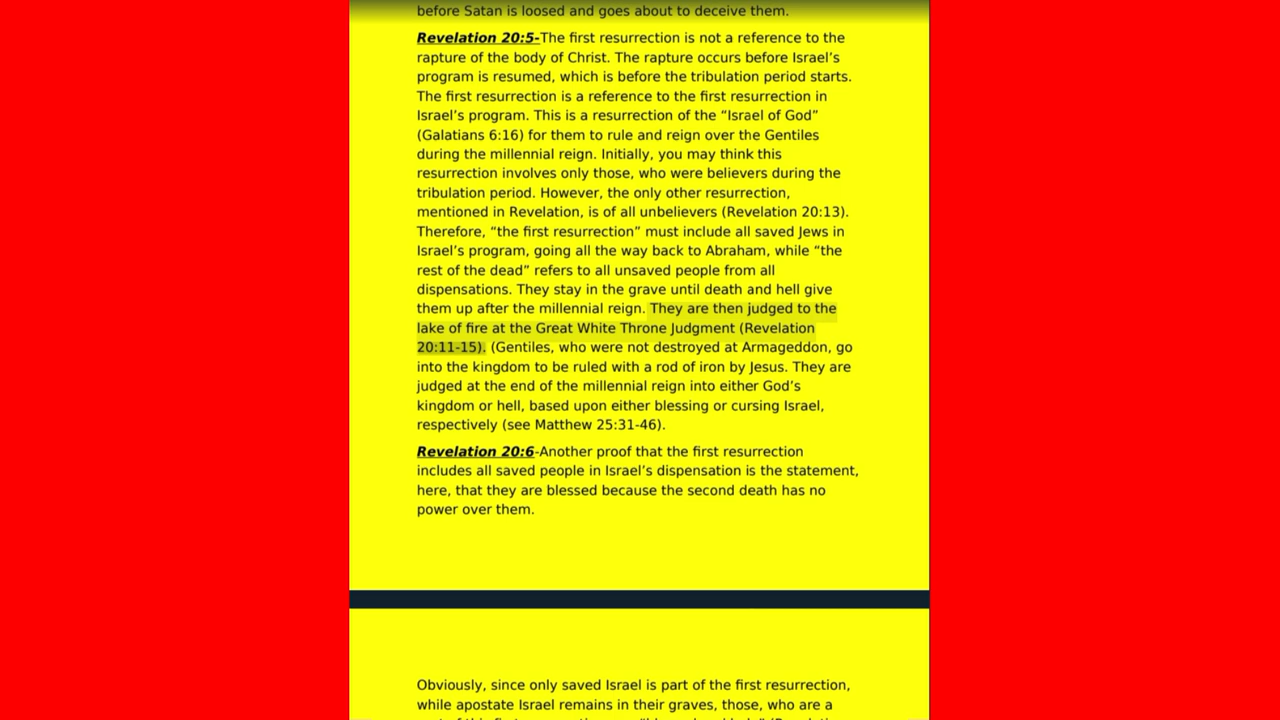 before Satan is loosed and goes about to deceive them.
Revelation 20:5-The first resurrection is not a reference to the
rapture of the body of Christ. The rapture occurs before Israel’s
program is resumed, which is before the tribulation period starts.
The first resurrection is a reference to the first resurrection in
Israel’s program. This is a resurrection of the “Israel of God”
(Galatians 6:16) for them to rule and reign over the Gentiles
during the millennial reign. Initially, you may think this
resurrection involves only those, who were believers during the
tribulation period. However, the only other resurrection,
mentioned in Revelation, is of all unbelievers (Revelation 20:13).
Therefore, “the first resurrection” must include all saved Jews in
Israel’s program, going all the way back to Abraham, while “the
rest of the dead” refers to all unsaved people from all
dispensations. They stay in the grave until death and hell give
them up after the millennial reign. They are then judged to the
lake of fire at the Great White Throne Judgment (Revelation
20:11-15). (Gentiles, who were not destroyed at Armageddon, go
into the kingdom to be ruled with a rod of iron by Jesus. They are
judged at the end of the millennial reign into either God’s
kingdom or hell, based upon either blessing or cursing Israel,
respectively (see Matthew 25:31-46).
Revelation 20:6-Another proof that the first resurrection
includes all saved people in Israel’s dispensation is the statement,
here, that they are blessed because the second death has no
power over them.
Obviously, since only saved Israel is part of the first resurrection,
while apostate Israel remains in their graves, those, who are a